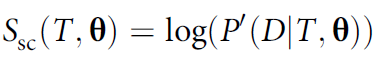 S_sc(T, θ) = log(P′(D|T, θ))